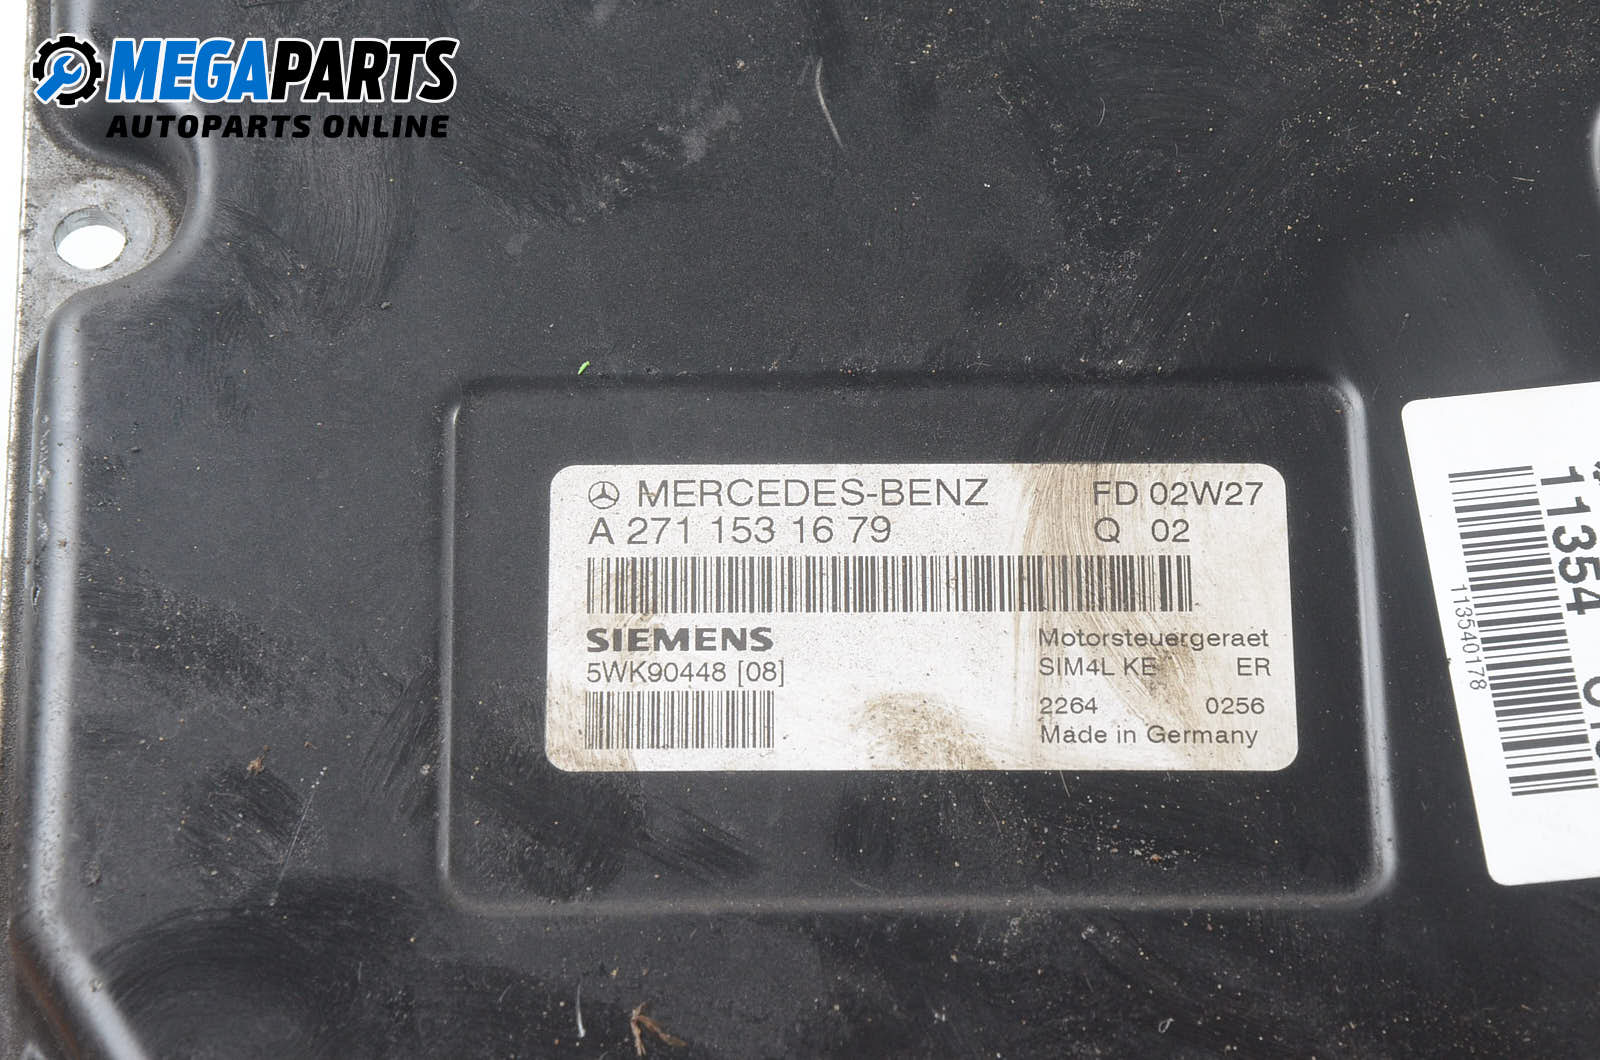 MEGAPARTS
AUTOPARTS ONLINE
MERCEDES-BENZ FD 02W27
A 271 153 16 79 Q 02
SIEMENS Motorsteuergeraet
5WK90448 [08] SIM4L KE ER
2264 0256
Made in Germany
11354
113540178